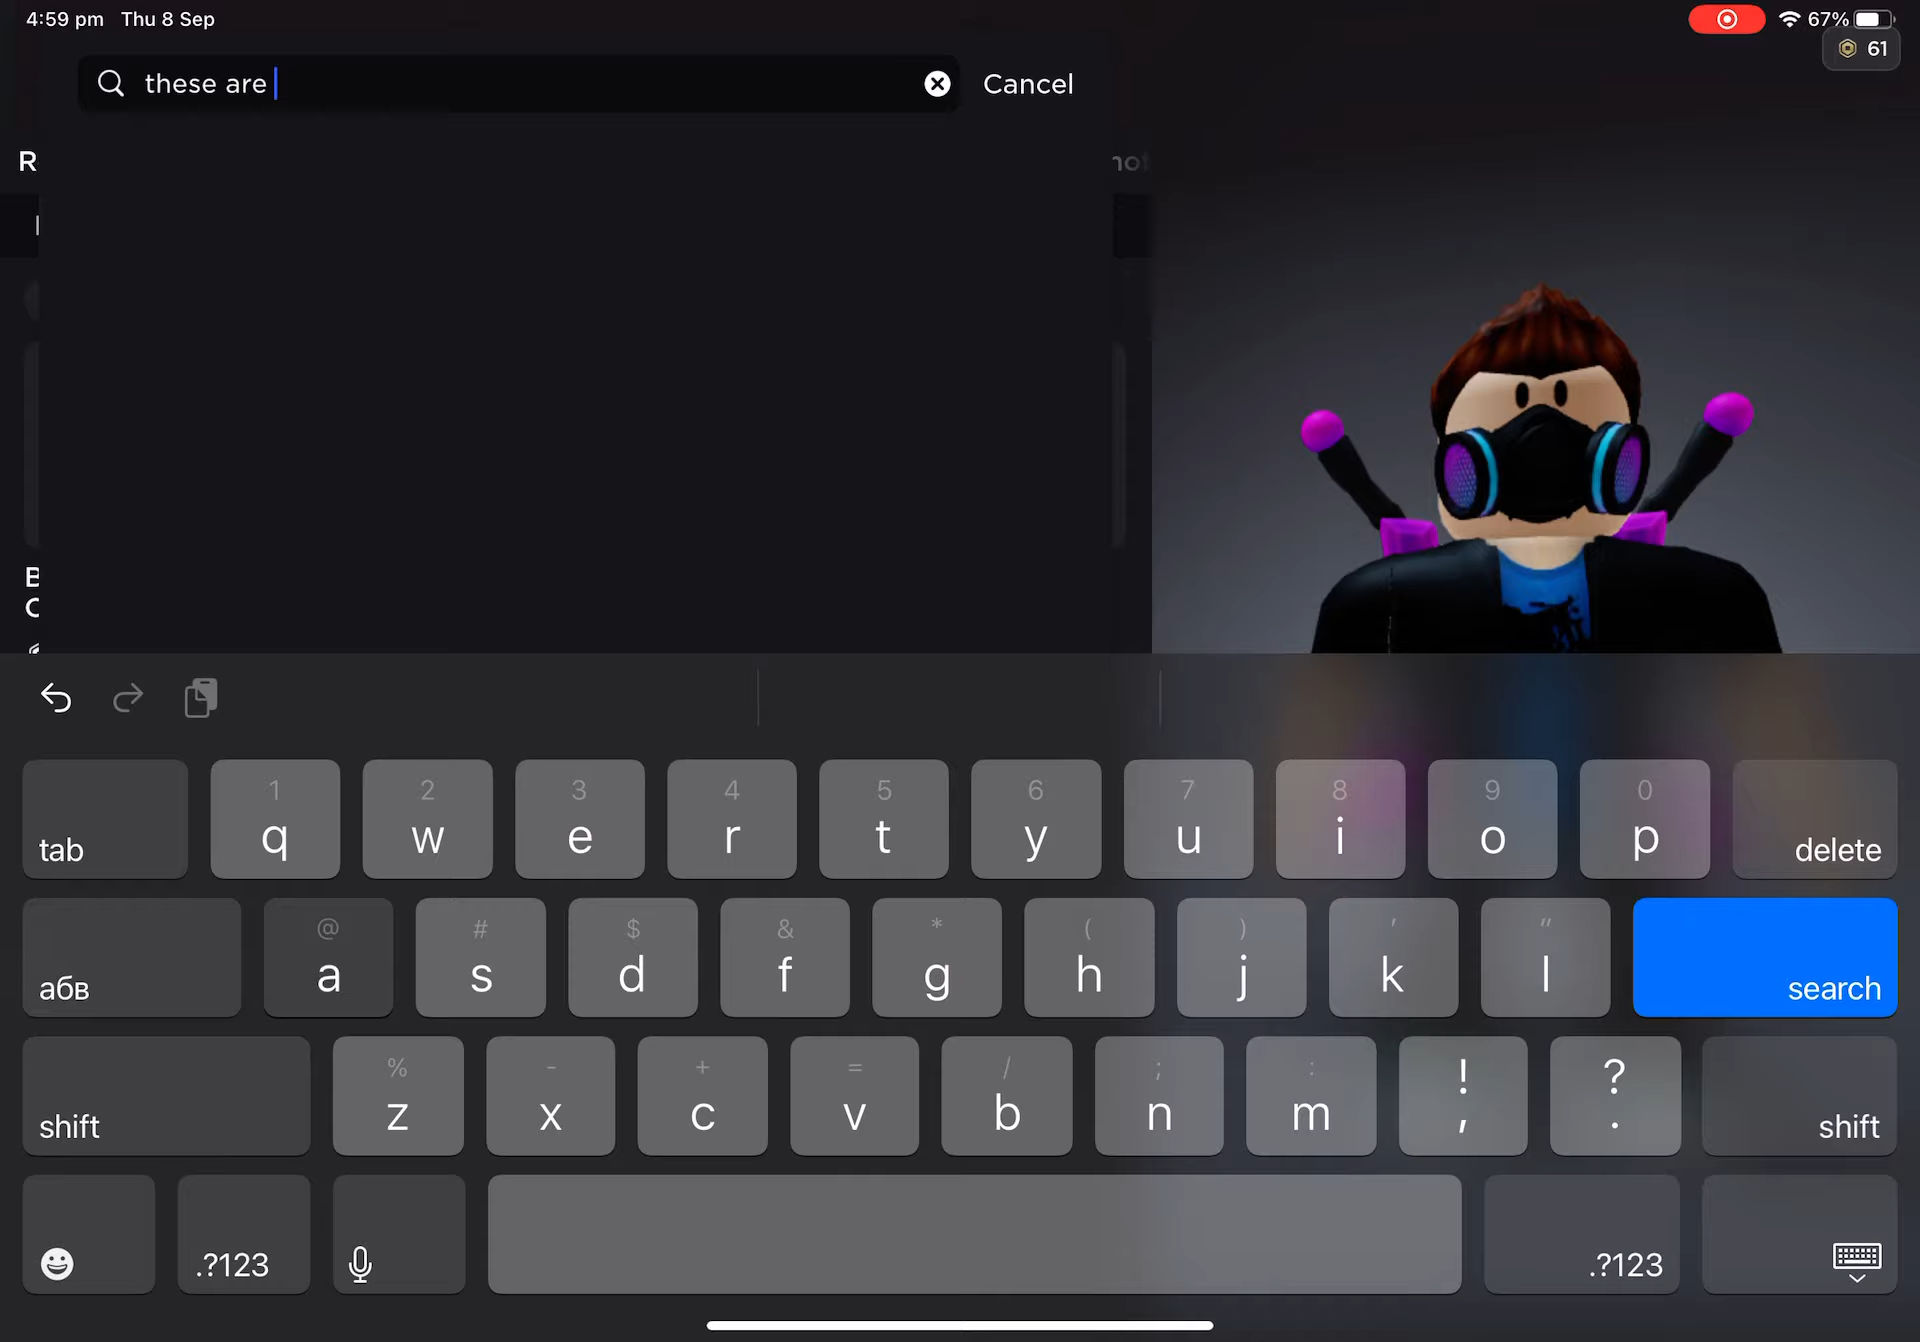 4:59 pm Thu 8 Sep
67%
61
these are
Cancel
R
B
C
1 2 3 4 5 6 7 8 9 0
tab q w e r t y u i o p delete
@ # $ & * ( ) ' "
абв a s d f g h j k l search
% - + = / ; : ! ?
shift z x c v b n m , . shift
.?123 .?123